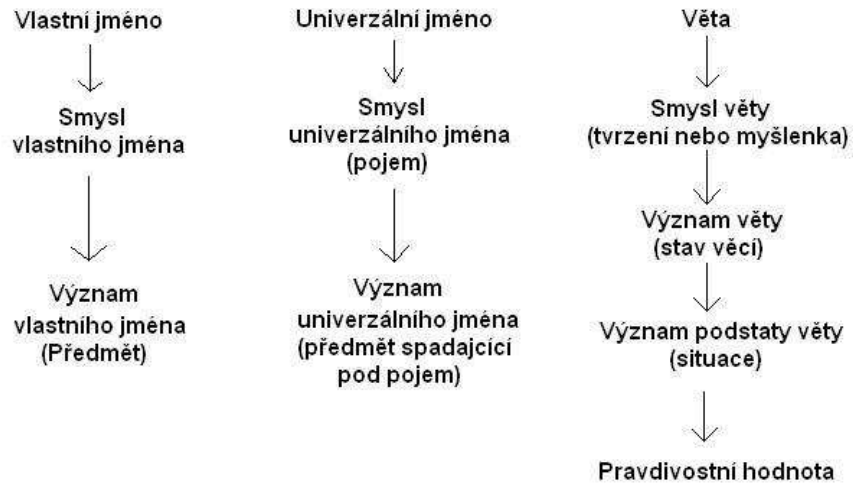 Vlastní jméno
Smysl
vlastního jména
Význam
vlastního jména
(Předmět)
Univerzální jméno
Smysl
univerzálního jména
(pojem)
Význam
univerzálního jména
(předmět spadajcící
pod pojem)
Věta
Smysl věty
(tvrzení nebo myšlenka)
Význam věty
(stav věcí)
Význam podstaty věty
(situace)
Pravdivostní hodnota